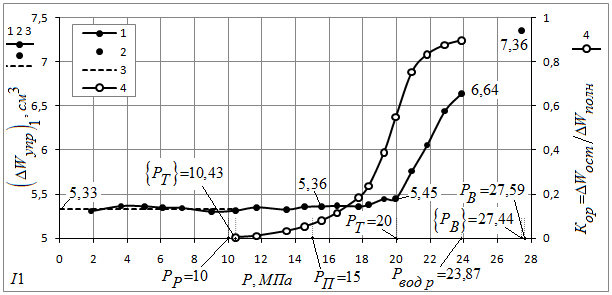 7,5
7
6,5
6
5,5
5
1 2 3
(ΔW упр)₁, см³
1
2
3
4
{P_T}=10,43
5,33
5,36
5,45
6,64
7,36
P_T=20
P_B=27,59
{P_B}=27,44
1
0,8
0,6
0,4
0,2
0
4
K_ор=ΔW_ост/ΔW_полн
0 2 4 6 8 10 12 14 16 18 20 22 24 26 28
I1
P_P=10
P, МПа
P_П=15
P_вод р=23,87